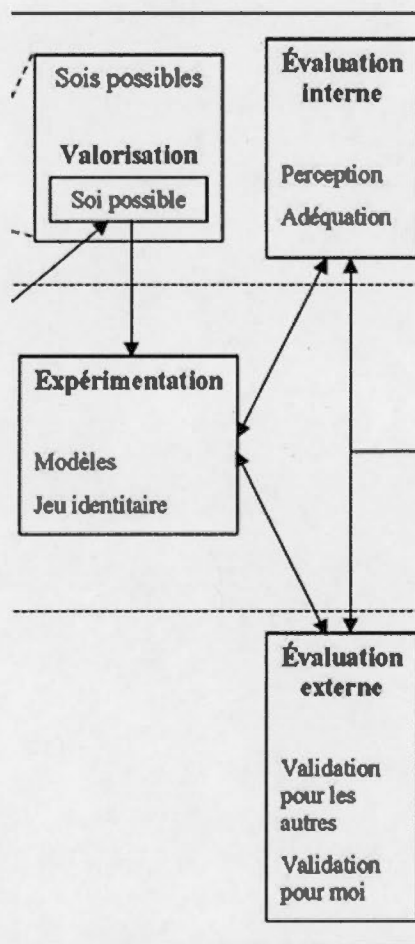 Sois possibles
Valorisation
Soi possible
Évaluation
interne
Perception
Adéquation
Expérimentation
Modèles
Jeu identitaire
Évaluation
externe
Validation
pour les
autres
Validation
pour moi